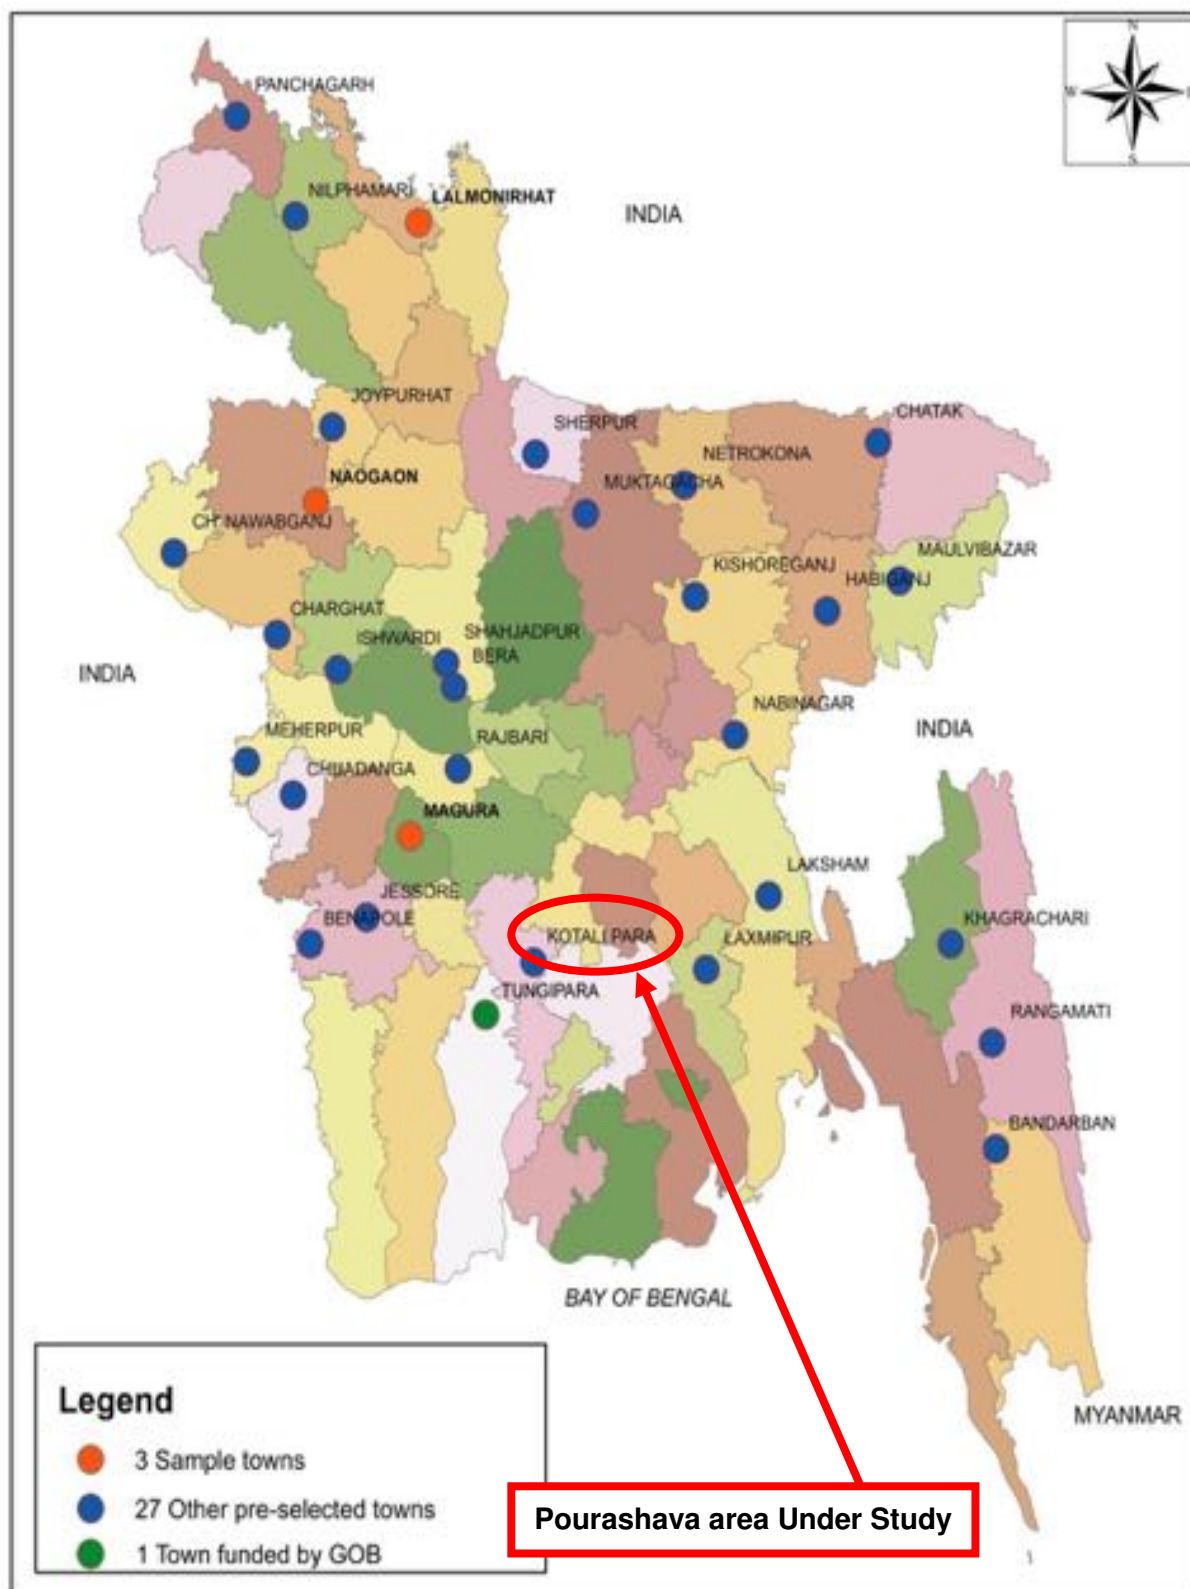 N
W
S
PANCHAGARH
NILPHAMARI
LALMONIRHAT
INDIA
JOYPURHAT
SHERPUR
CHATAK
NETROKONA
NAOGAON
MUKTAGACHA
CH' NAWABGANJ
MAULVIBAZAR
KISHOREGANJ
HABIGANJ
CHARGHAT
SHAHJADPUR
ISHWARDI
BERA
INDIA
NABINAGAR
MEHERPUR
RAJBARI
INDIA
CHUADANGA
MAGURA
LAKSHAM
JESSORE
BENAPOLE
KHAGRACHARI
KOTALI PARA
LAXMIPUR
TUNGIPARA
RANGAMATI
BANDARBAN
BAY OF BENGAL
MYANMAR
Legend
3 Sample towns
27 Other pre-selected towns
1 Town funded by GOB
Pourashava area Under Study
1